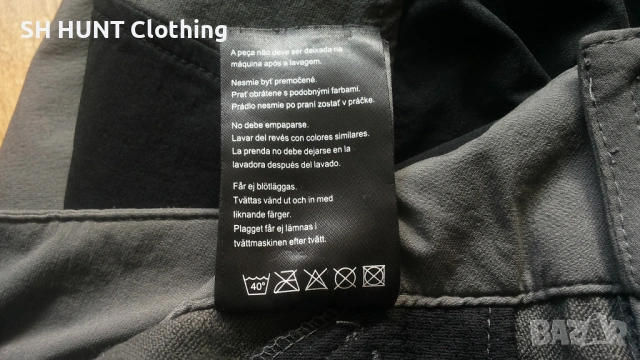 SH HUNT Clothing
A peça não deve ser deixada na
máquina após a lavagem.
Nesmie byť premočené.
Prať obrátene s podobnými farbami.
Prádlo nesmie po praní zostať v práčke.
No debe empaparse.
Lavar del revés con colores similares.
La prenda no debe dejarse en la
lavadora después del lavado.
Får ej blötläggas.
Tvättas vänd ut och in med
liknande färger.
Plagget får ej lämnas i
tvättmaskinen efter tvätt.
40°
BAZAR